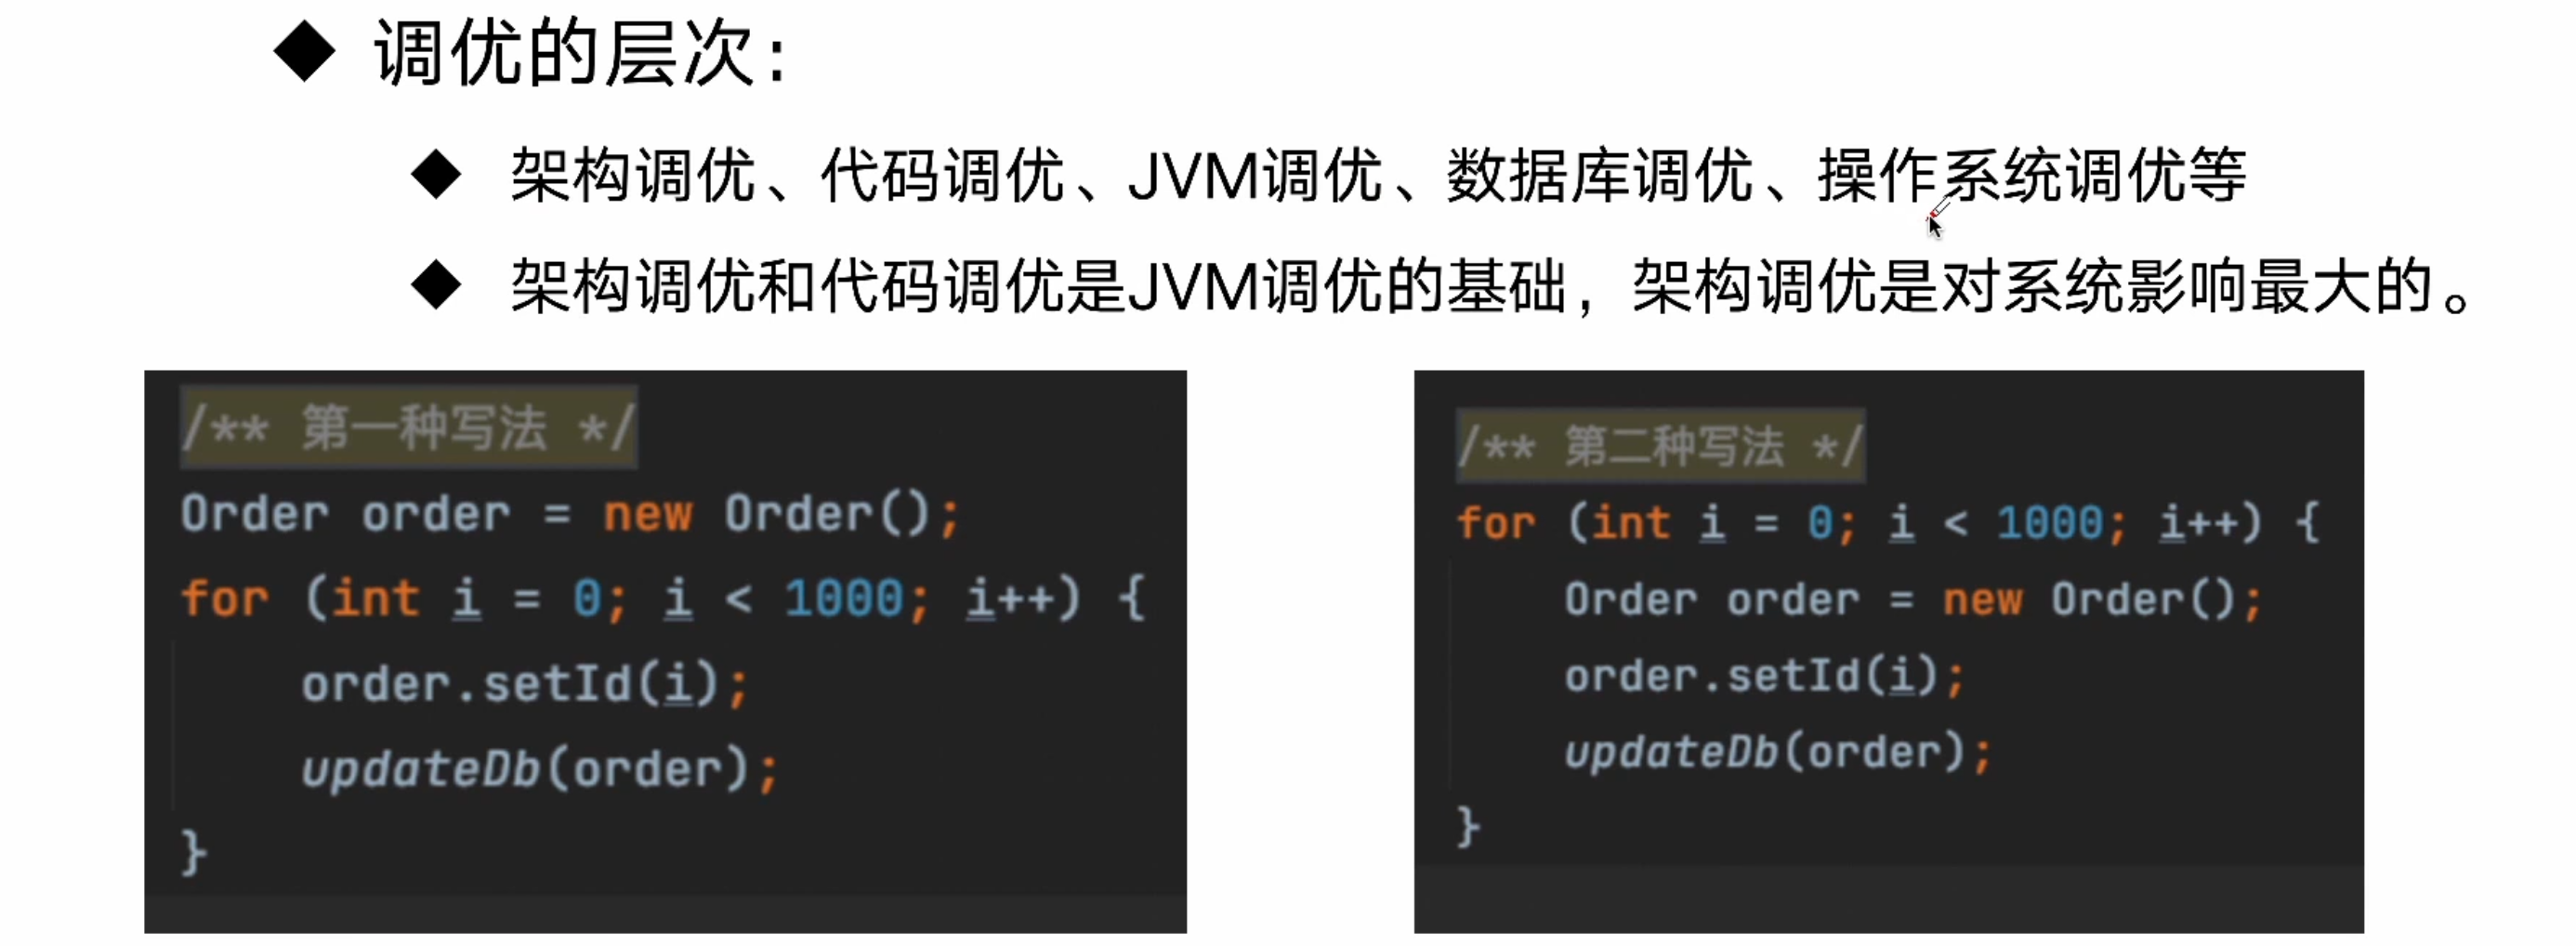 ◆ 调优的层次：
◆ 架构调优、代码调优、JVM调优、数据库调优、操作系统调优等
◆ 架构调优和代码调优是JVM调优的基础，架构调优是对系统影响最大的。
/** 第一种写法 */
Order order = new Order();
for (int i = 0; i < 1000; i++) {
    order.setId(i);
    updateDb(order);
}
/** 第二种写法 */
for (int i = 0; i < 1000; i++) {
    Order order = new Order();
    order.setId(i);
    updateDb(order);
}